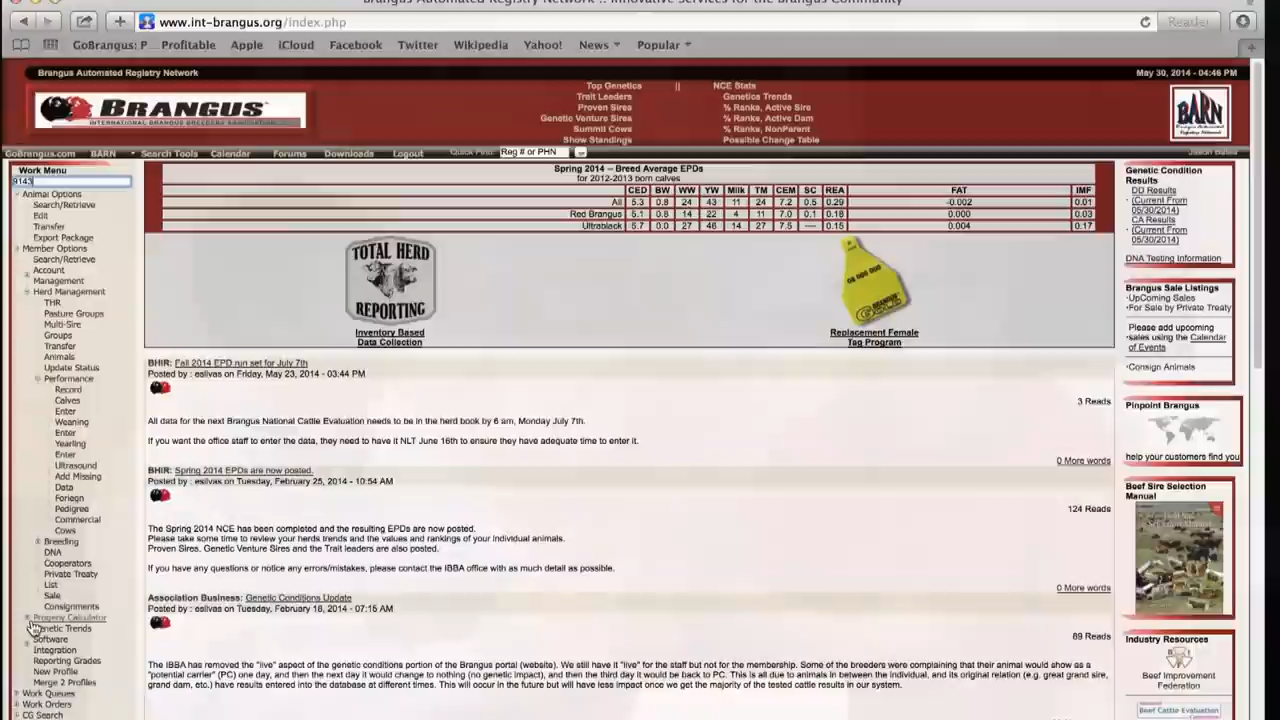 Brangus Automated Registry Network :: Innovative Services for the Brangus Community
www.int-brangus.org/index.php
Reader
GoBrangus: P... Profitable Apple iCloud Facebook Twitter Wikipedia Yahoo! News Popular
Brangus Automated Registry Network
May 30, 2014 - 04:46 PM
BRANGUS
INTERNATIONAL BRANGUS BREEDERS ASSOCIATION
Top Genetics || NCE Stats
Trait Leaders Genetics Trends
Proven Sires % Ranks, Active Sire
Genetic Venture Sires % Ranks, Active Dam
Summit Cows % Ranks, NonParent
Show Standings Possible Change Table
BARN
GoBrangus.com BARN Search Tools Calendar Forums Downloads Logout Quick Find: Reg # or PHN
Work Menu
9143
Animal Options
Search/Retrieve
Edit
Transfer
Export Package
Member Options
Search/Retrieve
Account
Management
Herd Management
THR
Pasture Groups
Multi-Sire
Groups
Transfer
Animals
Update Status
Performance
Record
Calves
Enter
Weaning
Enter
Yearling
Enter
Ultrasound
Add Missing
Data
Foriegn
Pedigree
Commercial
Cows
Breeding
DNA
Cooperators
Private Treaty
List
Sale
Consignments
Progeny Calculator
Genetic Trends
Software
Integration
Reporting Grades
New Profile
Merge 2 Profiles
Work Queues
Work Orders
CG Search
Spring 2014 -- Breed Average EPDs
for 2012-2013 born calves
CED BW WW YW Milk TM CEM SC REA FAT IMF
All 5.3 0.8 24 43 11 24 7.2 0.5 0.29 -0.002 0.01
Red Brangus 5.1 0.8 14 22 4 11 7.0 0.1 0.18 0.000 0.03
Ultrablack 5.7 0.0 27 46 14 27 7.5 ---- 0.15 0.004 0.17
TOTAL HERD
REPORTING
Inventory Based
Data Collection
Replacement Female
Tag Program
BHIR: Fall 2014 EPD run set for July 7th
Posted by : esilvas on Friday, May 23, 2014 - 03:44 PM
3 Reads
All data for the next Brangus National Cattle Evaluation needs to be in the herd book by 6 am, Monday July 7th.
If you want the office staff to enter the data, they need to have it NLT June 16th to ensure they have adequate time to enter it.
0 More words
BHIR: Spring 2014 EPDs are now posted.
Posted by : esilvas on Tuesday, February 25, 2014 - 10:54 AM
124 Reads
The Spring 2014 NCE has been completed and the resulting EPDs are now posted.
Please take some time to review your herds trends and the values and rankings of your individual animals.
Proven Sires, Genetic Venture Sires and the Trait leaders are also posted.
If you have any questions or notice any errors/mistakes, please contact the IBBA office with as much detail as possible.
0 More words
Association Business: Genetic Conditions Update
Posted by : esilvas on Tuesday, February 18, 2014 - 07:15 AM
89 Reads
The IBBA has removed the "live" aspect of the genetic conditions portion of the Brangus portal (website). We still have it "live" for the staff but not for the membership. Some of the breeders were complaining that their animal would show as a
"potential carrier" (PC) one day, and then the next day it would change to nothing (no genetic impact), and then the third day it would be back to PC. This is all due to animals in between the individual, and its original relation (e.g. great grand sire,
grand dam, etc.) have results entered into the database at different times. This will occur in the future but will have less impact once we get the majority of the tested cattle results in our system.
Genetic Condition
Results
DD Results
(Current From
05/30/2014)
CA Results
(Current From
05/30/2014)
DNA Testing Information
Brangus Sale Listings
·UpComing Sales
·For Sale by Private Treaty
Please add upcoming
sales using the Calendar
of Events
·Consign Animals
Pinpoint Brangus
help your customers find you
Beef Sire Selection
Manual
Industry Resources
Beef Improvement
Federation
Beef Cattle Evaluation